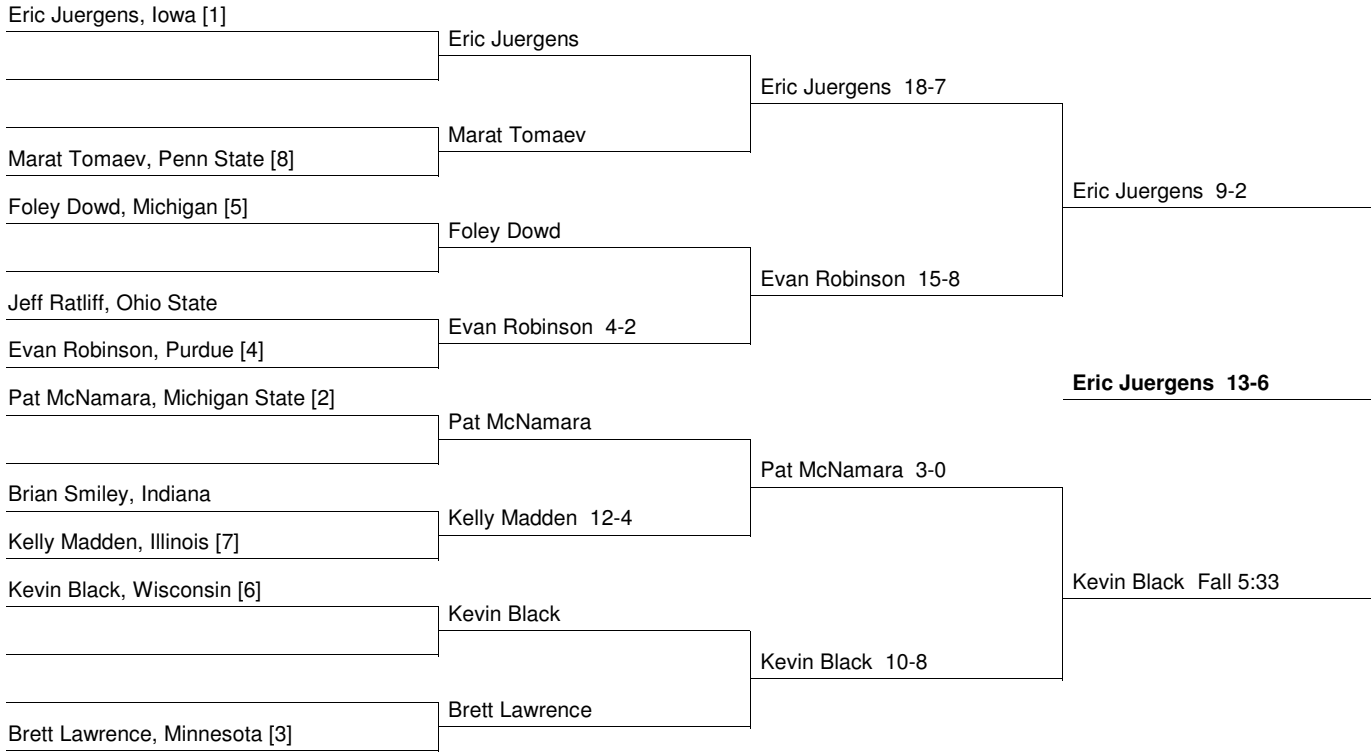 Eric Juergens, Iowa [1]
Marat Tomaev, Penn State [8]
Foley Dowd, Michigan [5]
Jeff Ratliff, Ohio State
Evan Robinson, Purdue [4]
Pat McNamara, Michigan State [2]
Brian Smiley, Indiana
Kelly Madden, Illinois [7]
Kevin Black, Wisconsin [6]
Brett Lawrence, Minnesota [3]
Eric Juergens
Marat Tomaev
Foley Dowd
Evan Robinson 4-2
Pat McNamara
Kelly Madden 12-4
Kevin Black
Brett Lawrence
Eric Juergens 18-7
Evan Robinson 15-8
Pat McNamara 3-0
Kevin Black 10-8
Eric Juergens 9-2
Eric Juergens 13-6
Kevin Black Fall 5:33